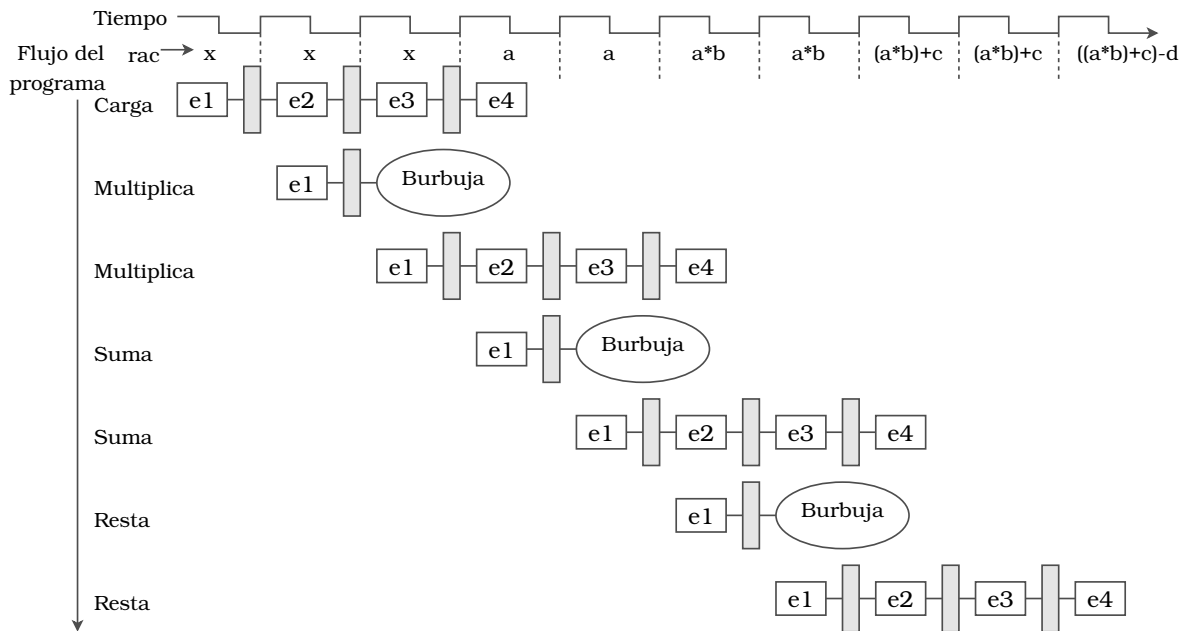 Tiempo
Flujo del
programa
rac x x x a a a*b a*b (a*b)+c (a*b)+c ((a*b)+c)-d
Carga e1 e2 e3 e4
Multiplica e1 Burbuja
Multiplica e1 e2 e3 e4
Suma e1 Burbuja
Suma e1 e2 e3 e4
Resta e1 Burbuja
Resta e1 e2 e3 e4